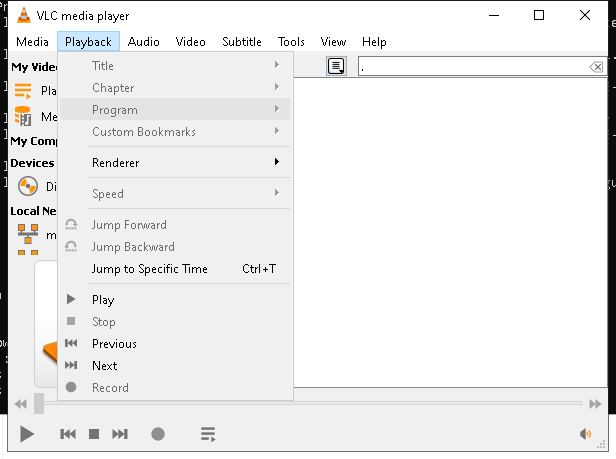 VLC media player
Media Playback Audio Video Subtitle Tools View Help
My Video
Title
Chapter
Program
Custom Bookmarks
Renderer
Speed
Jump Forward
Jump Backward
Jump to Specific Time Ctrl+T
Play
Stop
Previous
Next
Record
Pla
Me
My Comp
Devices
Di
Local Ne
m
.